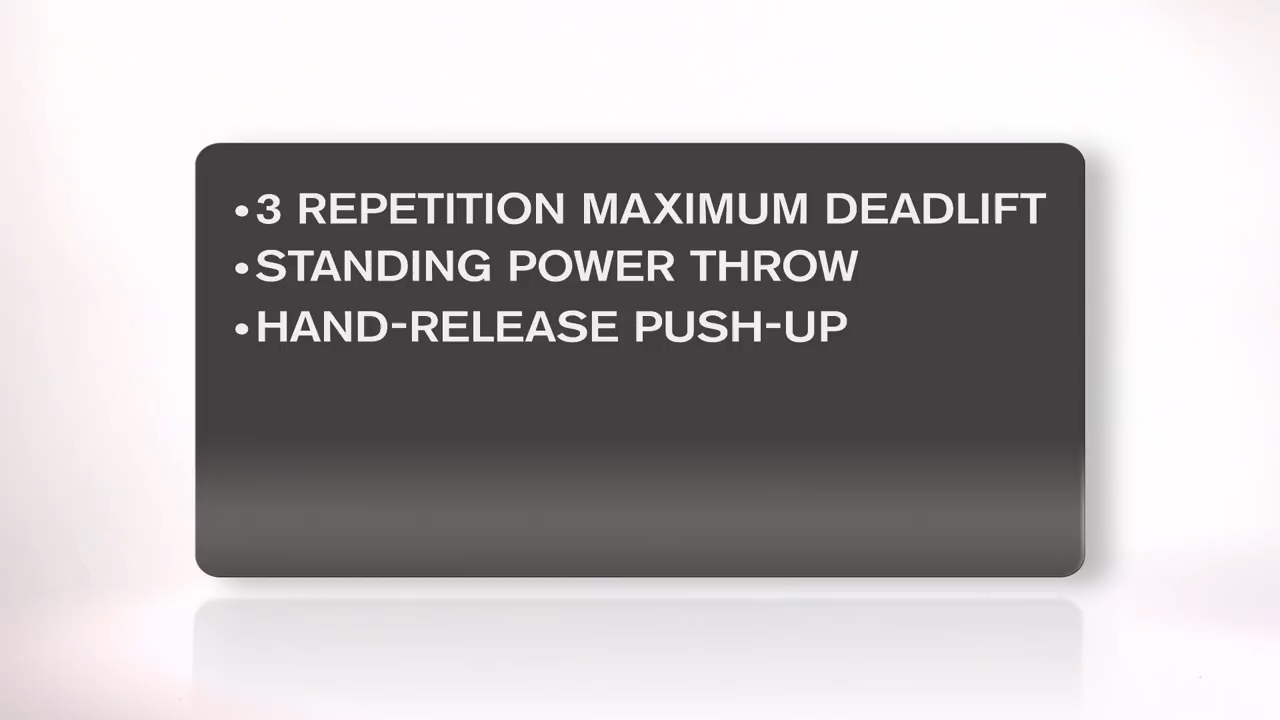 •3 REPETITION MAXIMUM DEADLIFT
•STANDING POWER THROW
•HAND-RELEASE PUSH-UP